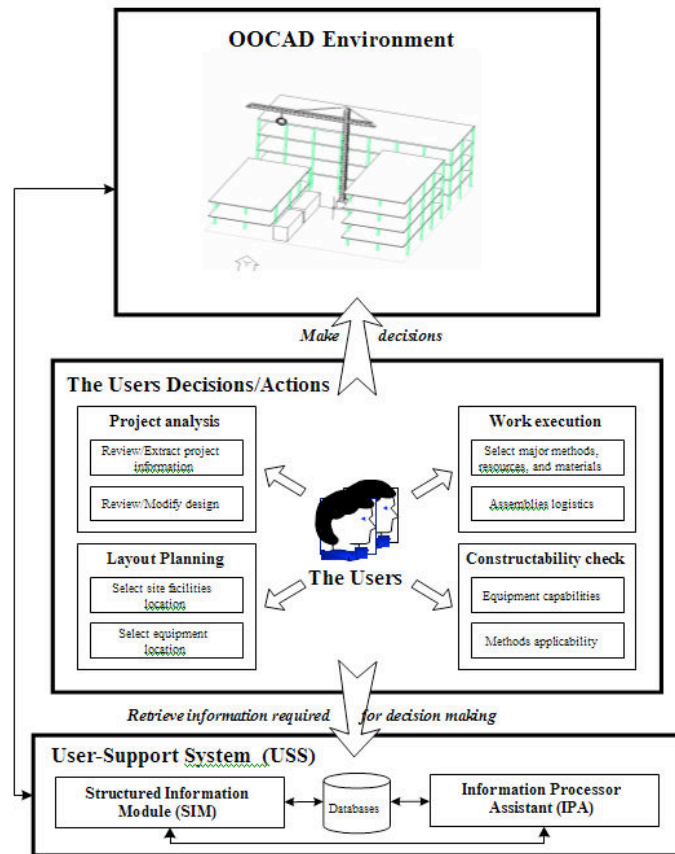 OOCAD Environment
Make decisions
The Users Decisions/Actions
Project analysis
Review/Extract project
information
Review/Modify design
Work execution
Select major methods,
resources, and materials
Assemblies logistics
The Users
Layout Planning
Select site facilities
location
Select equipment
location
Constructability check
Equipment capabilities
Methods applicability
Retrieve information required for decision making
User-Support System (USS)
Structured Information
Module (SIM)
Databases
Information Processor
Assistant (IPA)